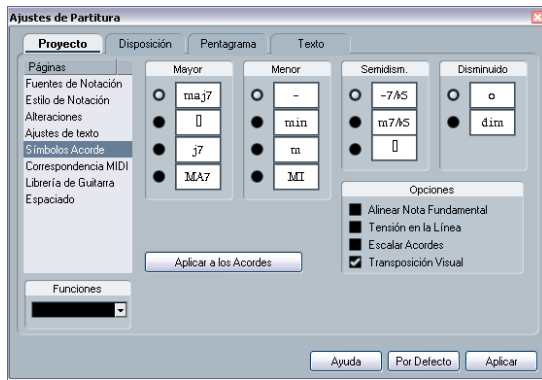 Ajustes de Partitura
Proyecto Disposición Pentagrama Texto
Páginas
Fuentes de Notación
Estilo de Notación
Alteraciones
Ajustes de texto
Símbolos Acorde
Correspondencia MIDI
Librería de Guitarra
Espaciado
Funciones
Mayor
maj7
j7
MA7
Menor
-
min
m
MI
Semidism.
-7/b5
m7/b5
Disminuido
o
dim
Opciones
Alinear Nota Fundamental
Tensión en la Línea
Escalar Acordes
Transposición Visual
Aplicar a los Acordes
Ayuda Por Defecto Aplicar